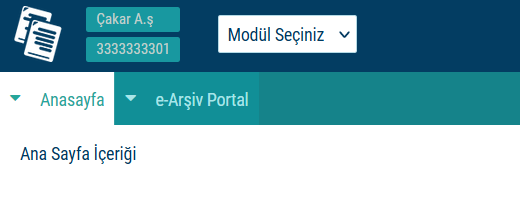 Çakar A.ş
3333333301
Modül Seçiniz
Anasayfa
e-Arşiv Portal
Ana Sayfa İçeriği